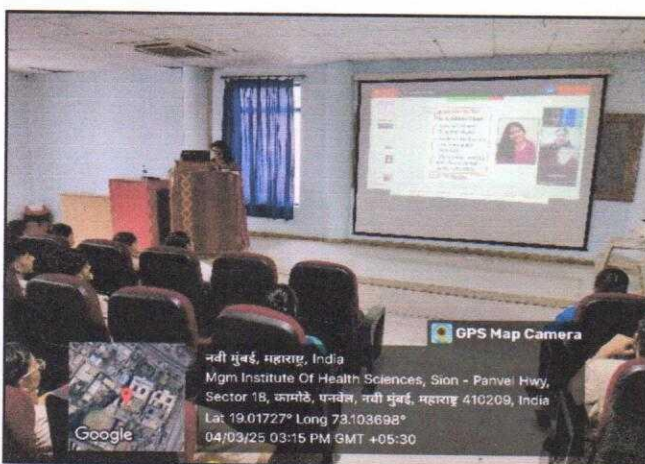 GPS Map Camera
नवी मुंबई, महाराष्ट्र, India
Mgm Institute Of Health Sciences, Sion - Panvel Hwy,
Sector 18, कामोठे, पनवेल, नवी मुंबई, महाराष्ट्र 410209, India
Lat 19.01727° Long 73.103698°
04/03/25 03:15 PM GMT +05:30
Google